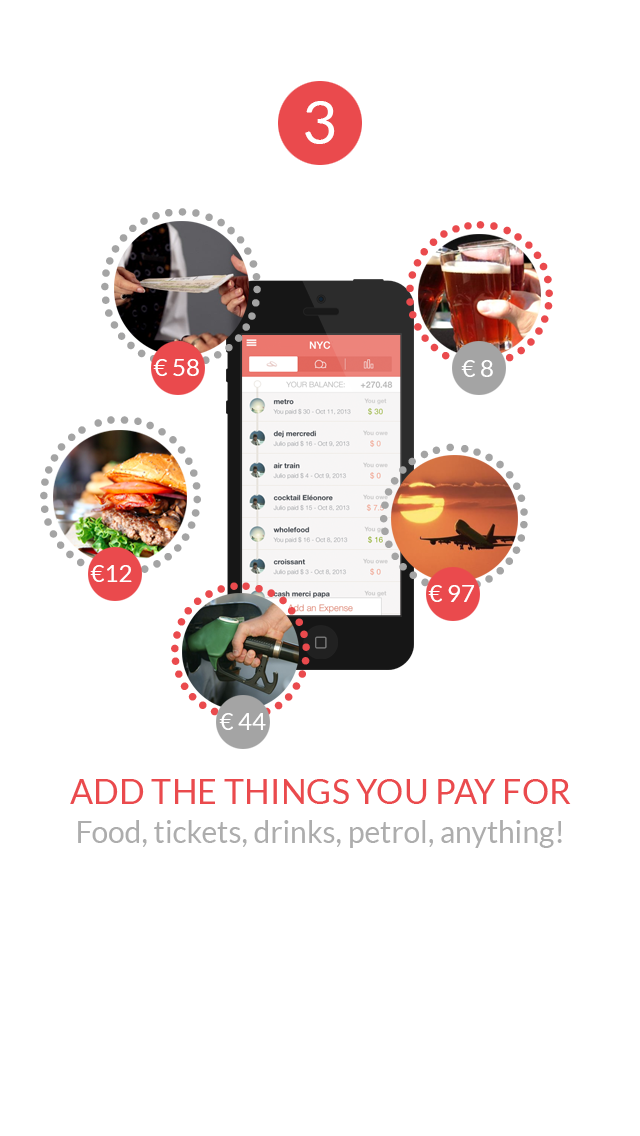 3
€ 58
€ 8
NYC
YOUR BALANCE: +270.48
metro You get
You paid $ 30 - Oct 11, 2013 $ 30
dej mercredi You owe
Julio paid $ 16 - Oct 9, 2013 $ 0
air train You owe
Julio paid $ 4 - Oct 9, 2013 $ 0
cocktail Eléonore You owe
Julio paid $ 15 - Oct 8, 2013 $ 7.5
wholefood You get
You paid $ 16 - Oct 8, 2013 $ 16
croissant You owe
Julio paid $ 3 - Oct 8, 2013 $ 0
cash merci papa You get
Add an Expense
€12
€ 97
€ 44
ADD THE THINGS YOU PAY FOR
Food, tickets, drinks, petrol, anything!